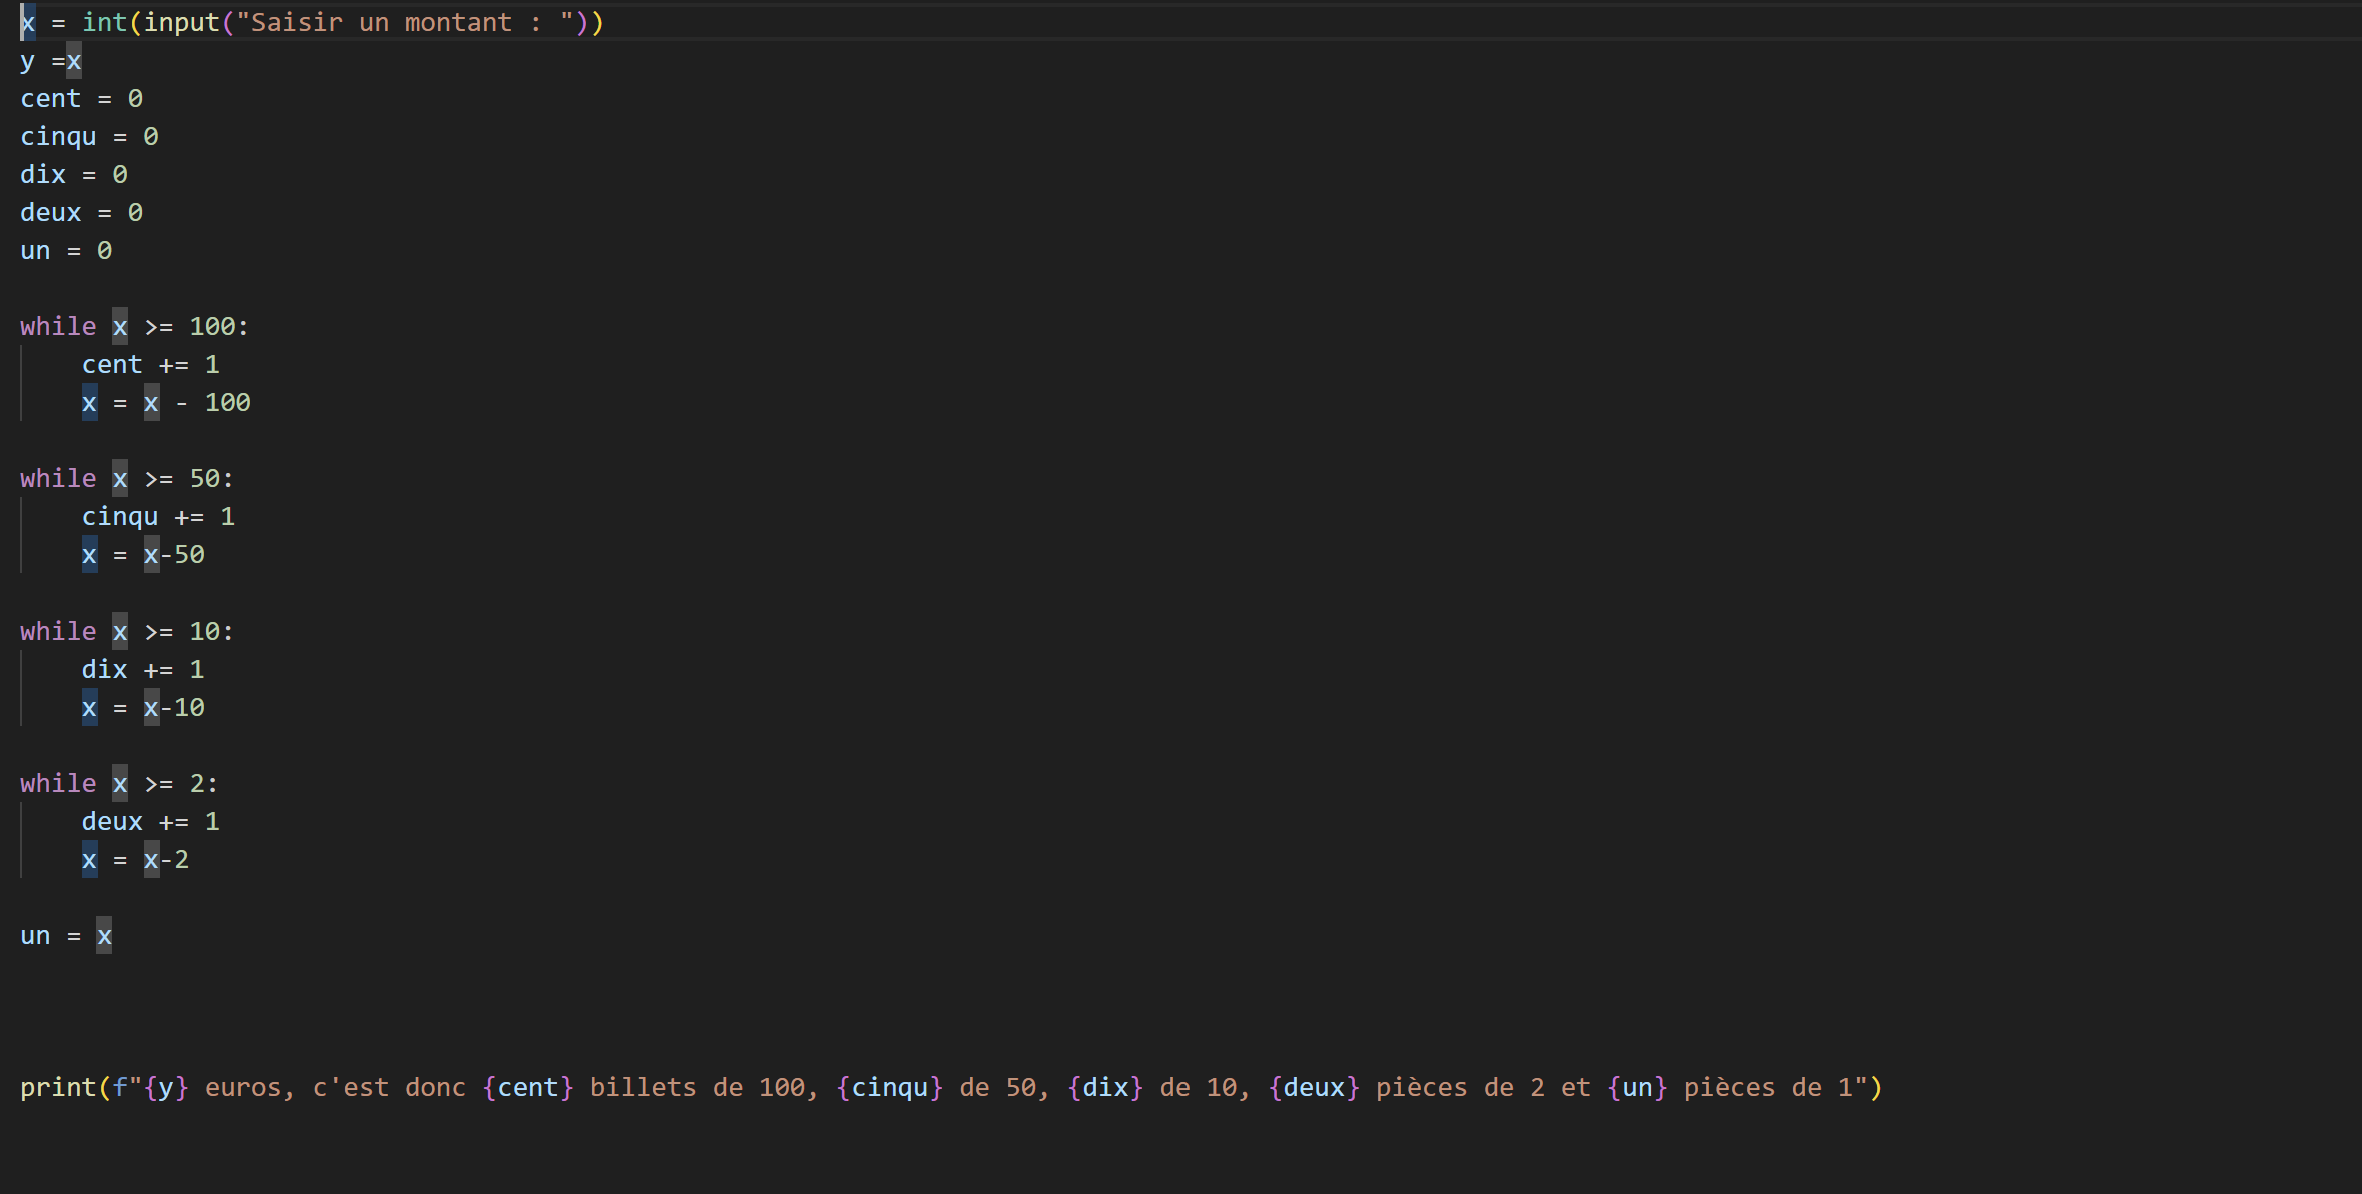 x = int(input("Saisir un montant : "))
y =x
cent = 0
cinqu = 0
dix = 0
deux = 0
un = 0
while x >= 100:
    cent += 1
    x = x - 100
while x >= 50:
    cinqu += 1
    x = x-50
while x >= 10:
    dix += 1
    x = x-10
while x >= 2:
    deux += 1
    x = x-2
un = x
print(f"{y} euros, c'est donc {cent} billets de 100, {cinqu} de 50, {dix} de 10, {deux} pièces de 2 et {un} pièces de 1")